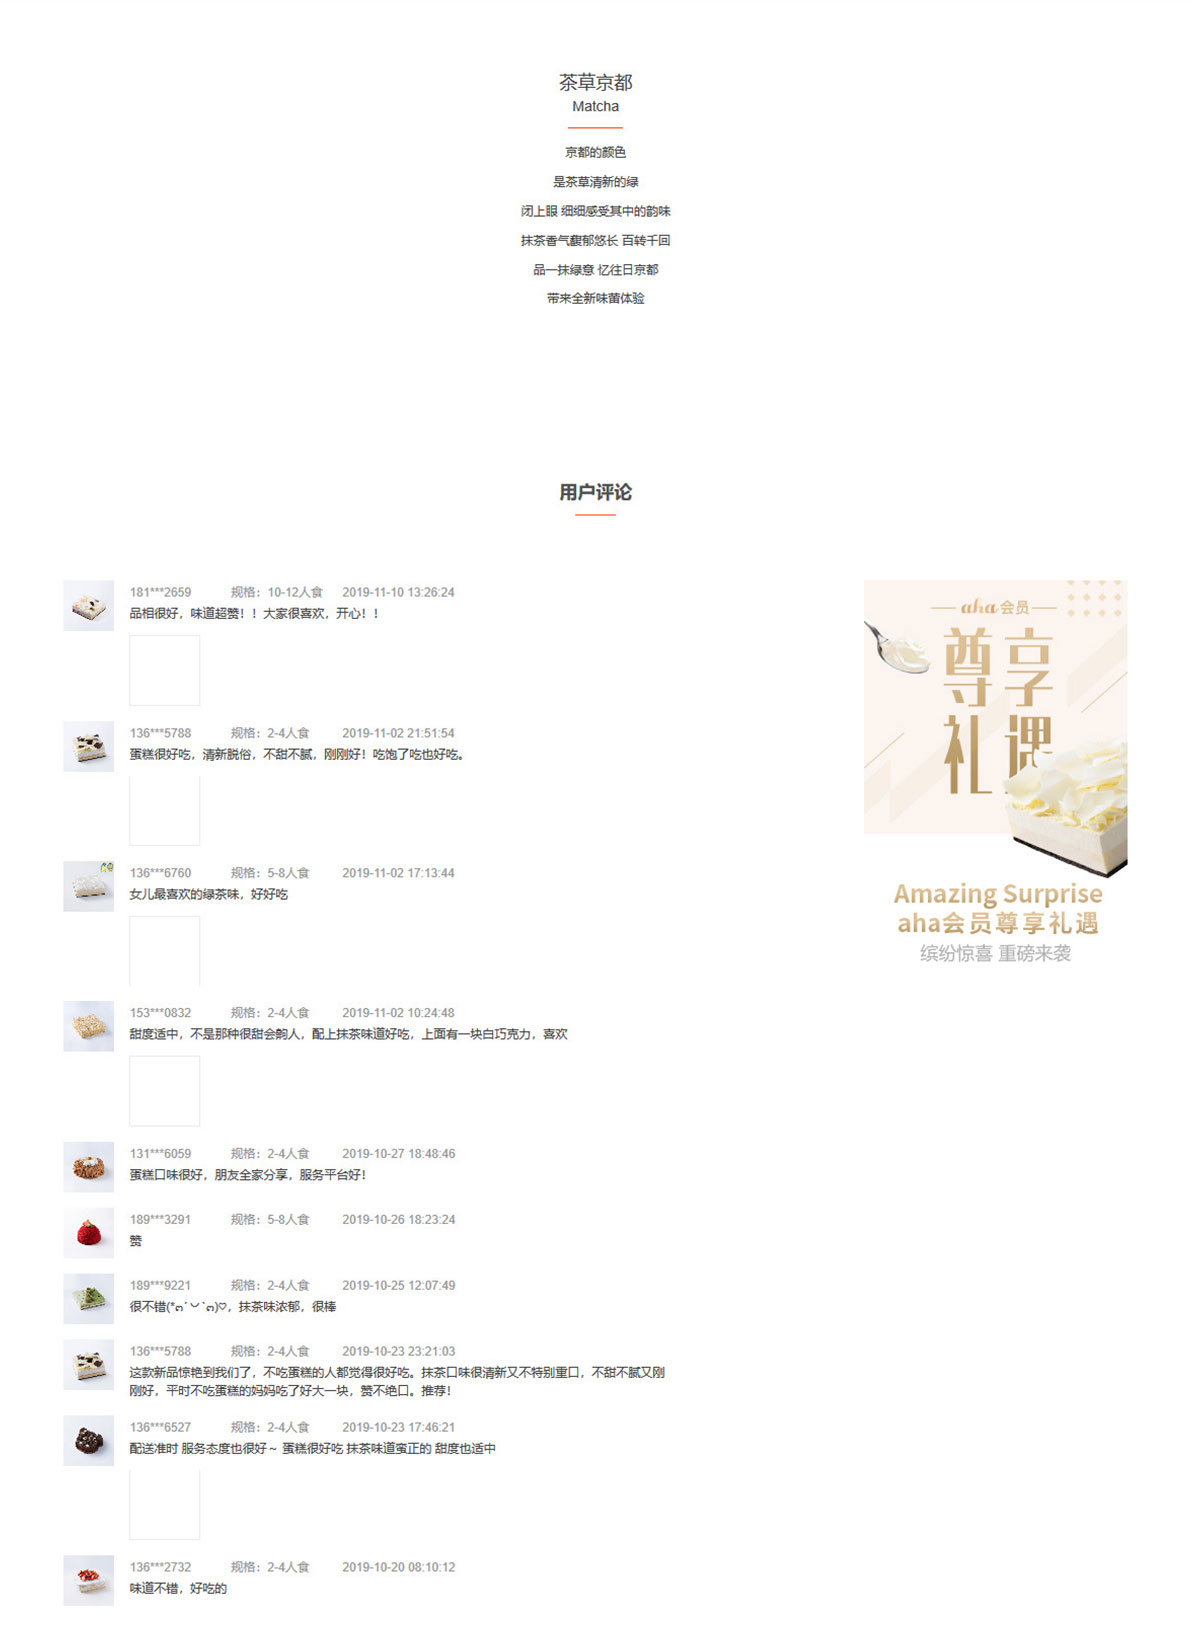 茶草京都
Matcha
京都的颜色
是茶草清新的绿
闭上眼 细细感受其中的韵味
抹茶香气馥郁悠长 百转千回
品一抹绿意 忆往日京都
带来全新味蕾体验
用户评论
181***2659 规格：10-12人食 2019-11-10 13:26:24
品相很好，味道超赞！！大家很喜欢，开心！！
136***5788 规格：2-4人食 2019-11-02 21:51:54
蛋糕很好吃，清新脱俗，不甜不腻，刚刚好！吃饱了吃也好吃。
136***6760 规格：5-8人食 2019-11-02 17:13:44
女儿最喜欢的绿茶味，好好吃
153***0832 规格：2-4人食 2019-11-02 10:24:48
甜度适中，不是那种很甜会齁人，配上抹茶味道好吃，上面有一块白巧克力，喜欢
131***6059 规格：2-4人食 2019-10-27 18:48:46
蛋糕口味很好，朋友全家分享，服务平台好！
189***3291 规格：5-8人食 2019-10-26 18:23:24
赞
189***9221 规格：2-4人食 2019-10-25 12:07:49
很不错(*๓´╰╯`๓)♡，抹茶味浓郁，很棒
136***5788 规格：2-4人食 2019-10-23 23:21:03
这款新品惊艳到我们了，不吃蛋糕的人都觉得很好吃。抹茶口味很清新又不特别重口，不甜不腻又刚
刚好，平时不吃蛋糕的妈妈吃了好大一块，赞不绝口。推荐！
136***6527 规格：2-4人食 2019-10-23 17:46:21
配送准时 服务态度也很好～ 蛋糕很好吃 抹茶味道蛮正的 甜度也适中
136***2732 规格：2-4人食 2019-10-20 08:10:12
味道不错，好吃的
aha会员
尊享
礼遇
Amazing Surprise
aha会员尊享礼遇
缤纷惊喜 重磅来袭